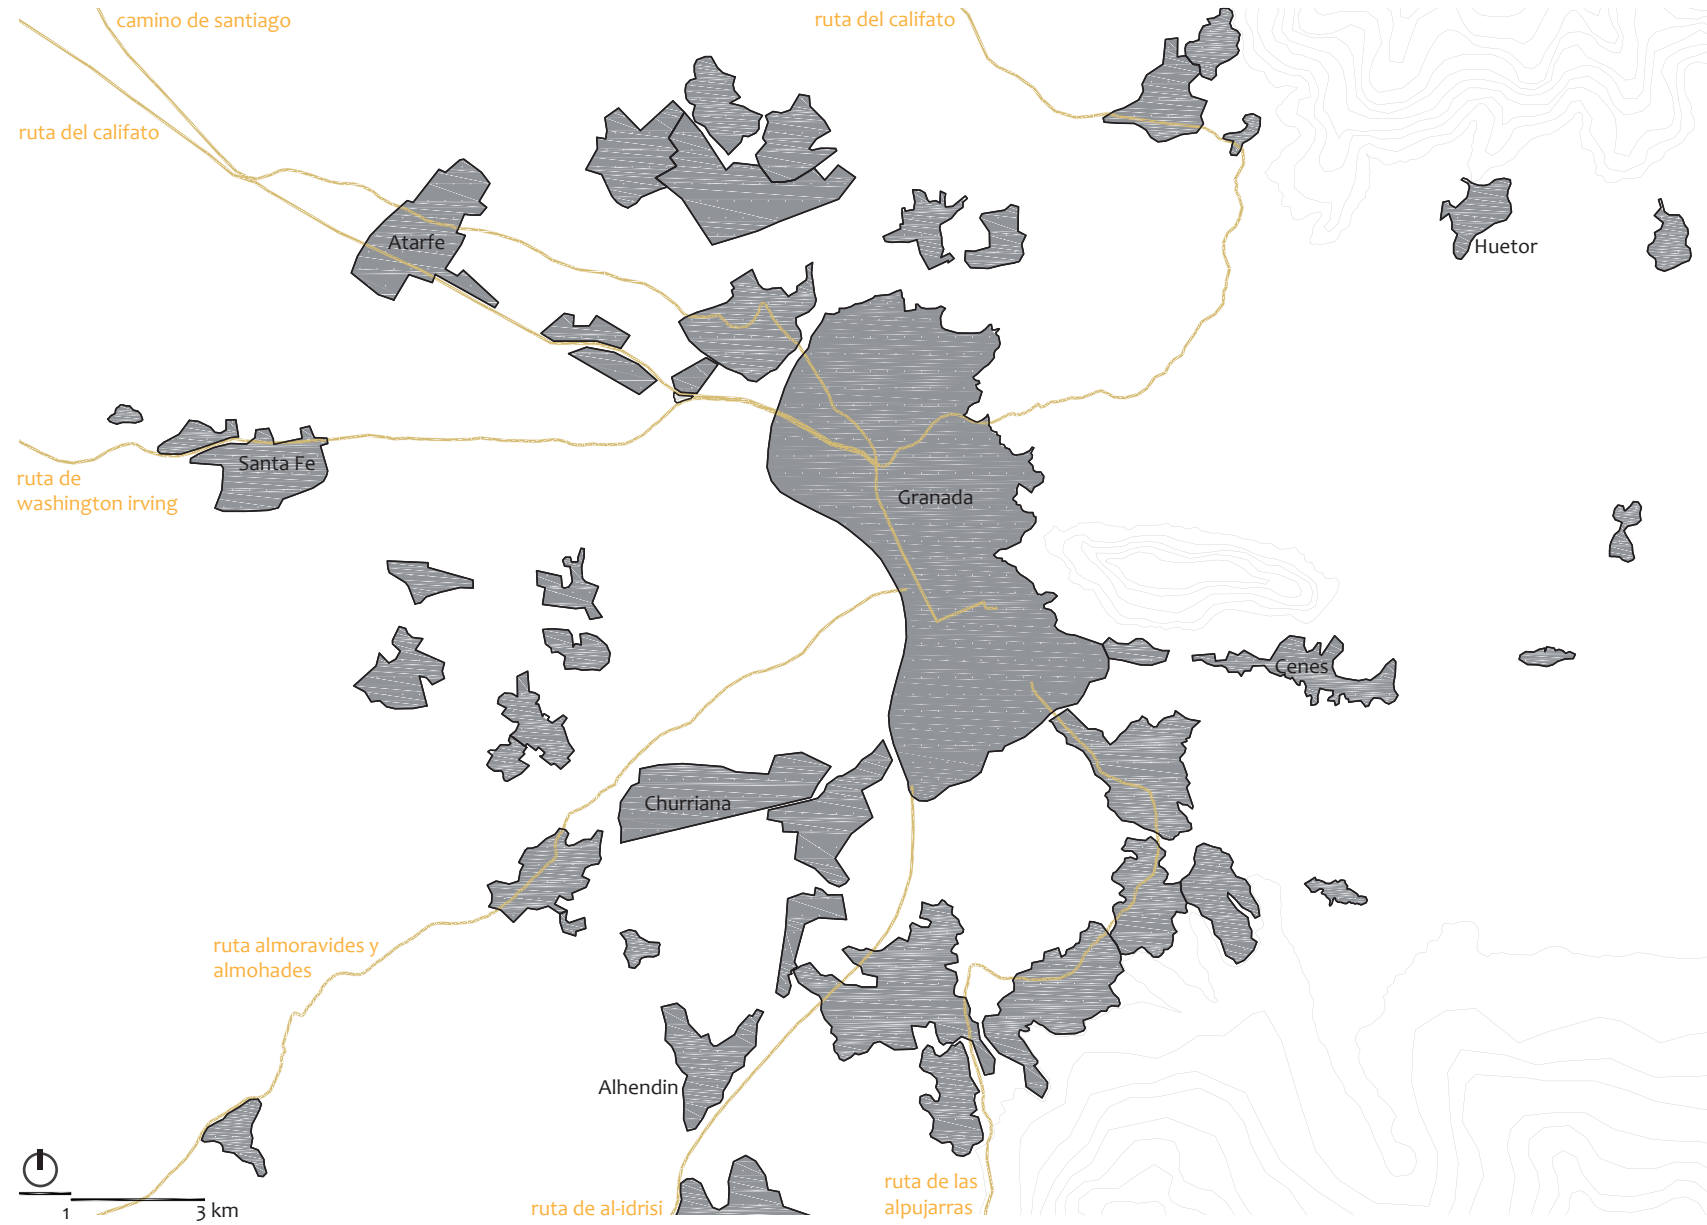 camino de santiago
ruta del califato
ruta del califato
Atarfe
Huetor
Santa Fe
ruta de
washington irving
Granada
Cenes
Churriana
ruta almoravides y
almohades
Alhendin
ruta de al-idrisi
ruta de las
alpujarras
1
3 km